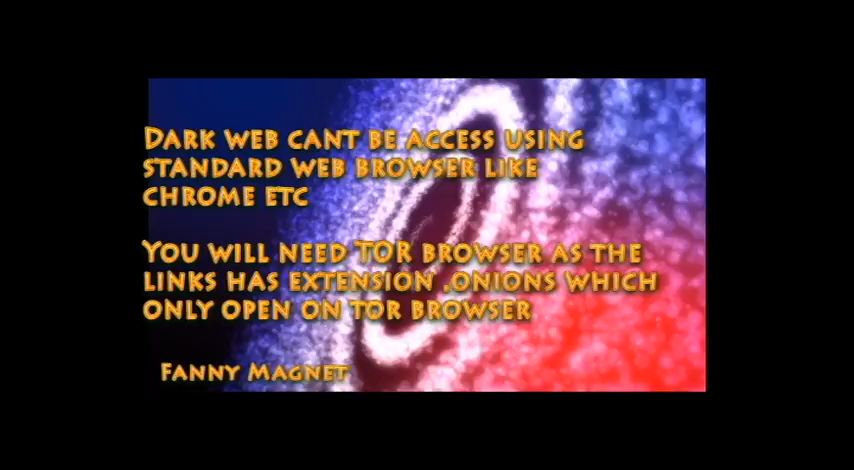 Dark web cant be access using
standard web browser like
chrome etc
You will need TOR browser as the
links has extension .onions which
only open on tor browser
Fanny Magnet